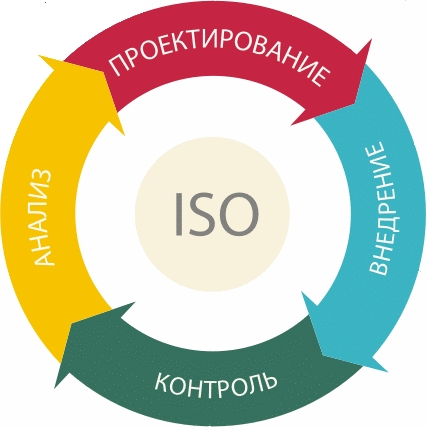 ПРОЕКТИРОВАНИЕ
ВНЕДРЕНИЕ
КОНТРОЛЬ
АНАЛИЗ
ISO